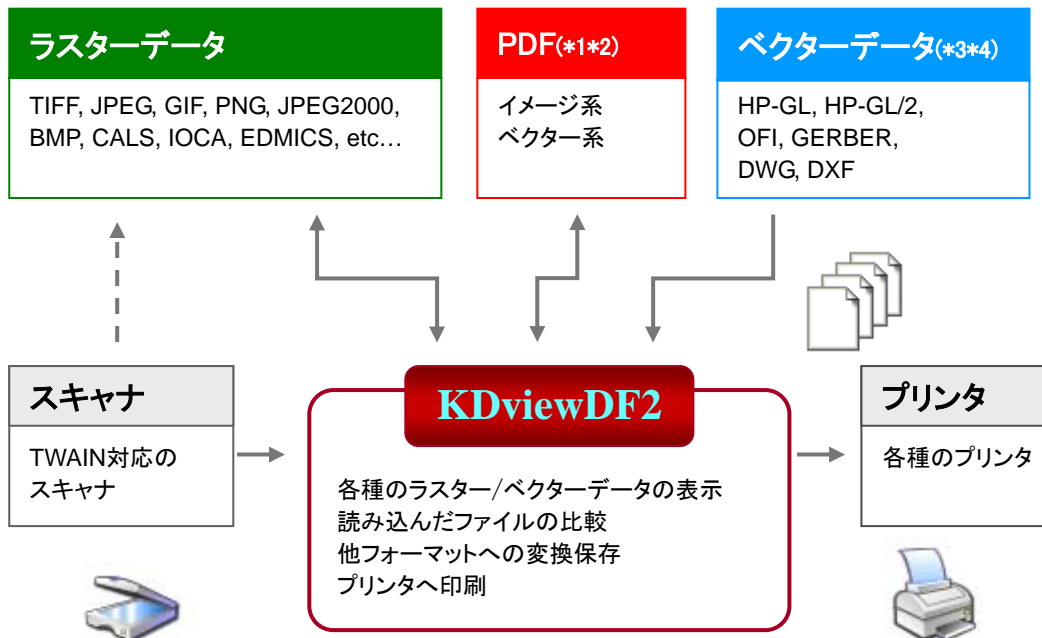 ラスターデータ
TIFF, JPEG, GIF, PNG, JPEG2000,
BMP, CALS, IOCA, EDMICS, etc…
PDF(*1*2)
イメージ系
ベクター系
ベクターデータ(*3*4)
HP-GL, HP-GL/2,
OFI, GERBER,
DWG, DXF
スキャナ
TWAIN対応の
スキャナ
KDviewDF2
各種のラスター/ベクターデータの表示
読み込んだファイルの比較
他フォーマットへの変換保存
プリンタへ印刷
プリンタ
各種のプリンタ